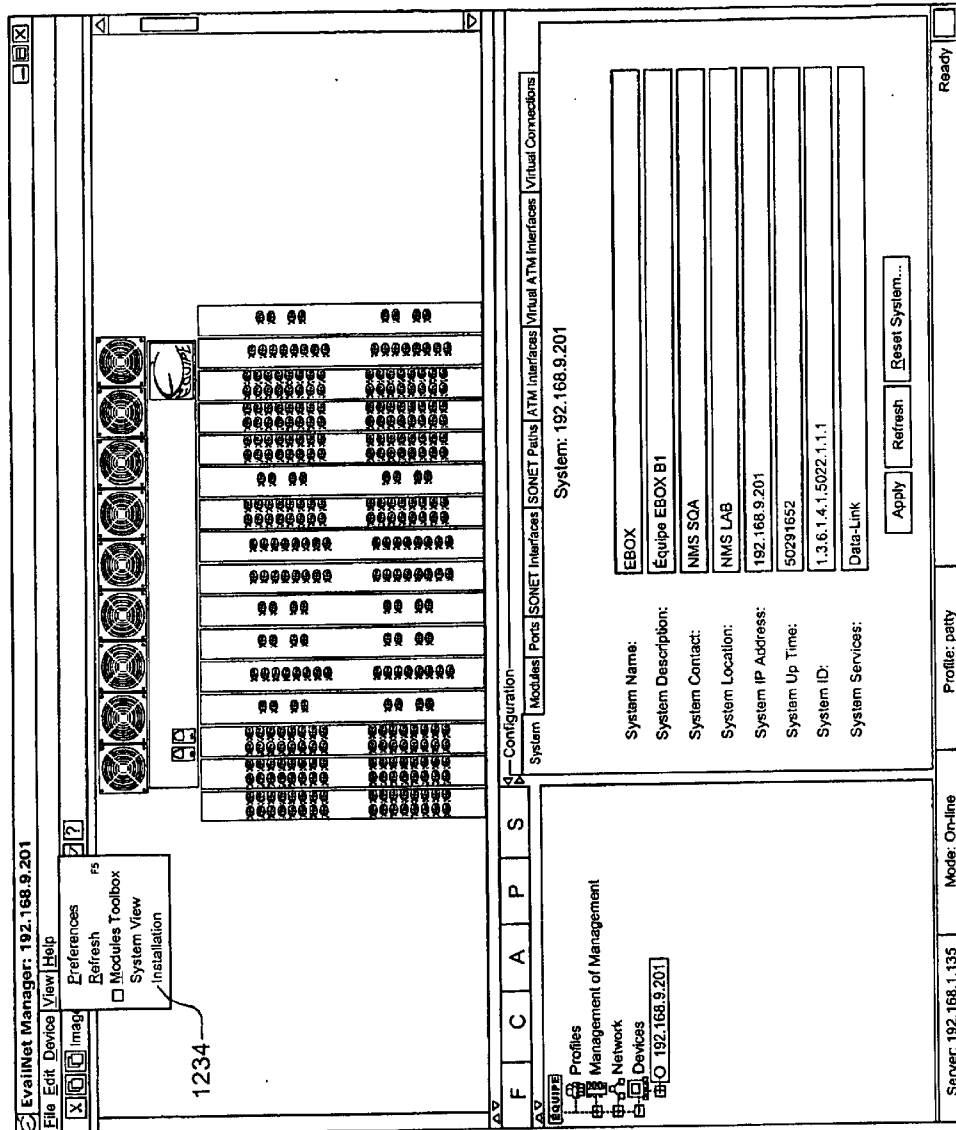 EvailNet Manager: 192.168.9.201
File Edit Device View Help
Preferences
Refresh F5
Modules Toolbox
System View
Installation
Image
?
1234
EQUIPE
F C A P S
Configuration
System Modules Ports SONET Interfaces SONET Paths ATM Interfaces Virtual ATM Interfaces Virtual Connections
ÉQUIPE
Profiles
Management of Management
Network
Devices
192.168.9.201
System: 192.168.9.201
System Name: EBOX
System Description: Équipe EBOX B1
System Contact: NMS SQA
System Location: NMS LAB
System IP Address: 192.168.9.201
System Up Time: 50291652
System ID: 1.3.6.1.4.1.5022.1.1.1
System Services: Data-Link
Apply Refresh Reset System...
Server: 192.168.1.135 Mode: On-line Profile: patty Ready